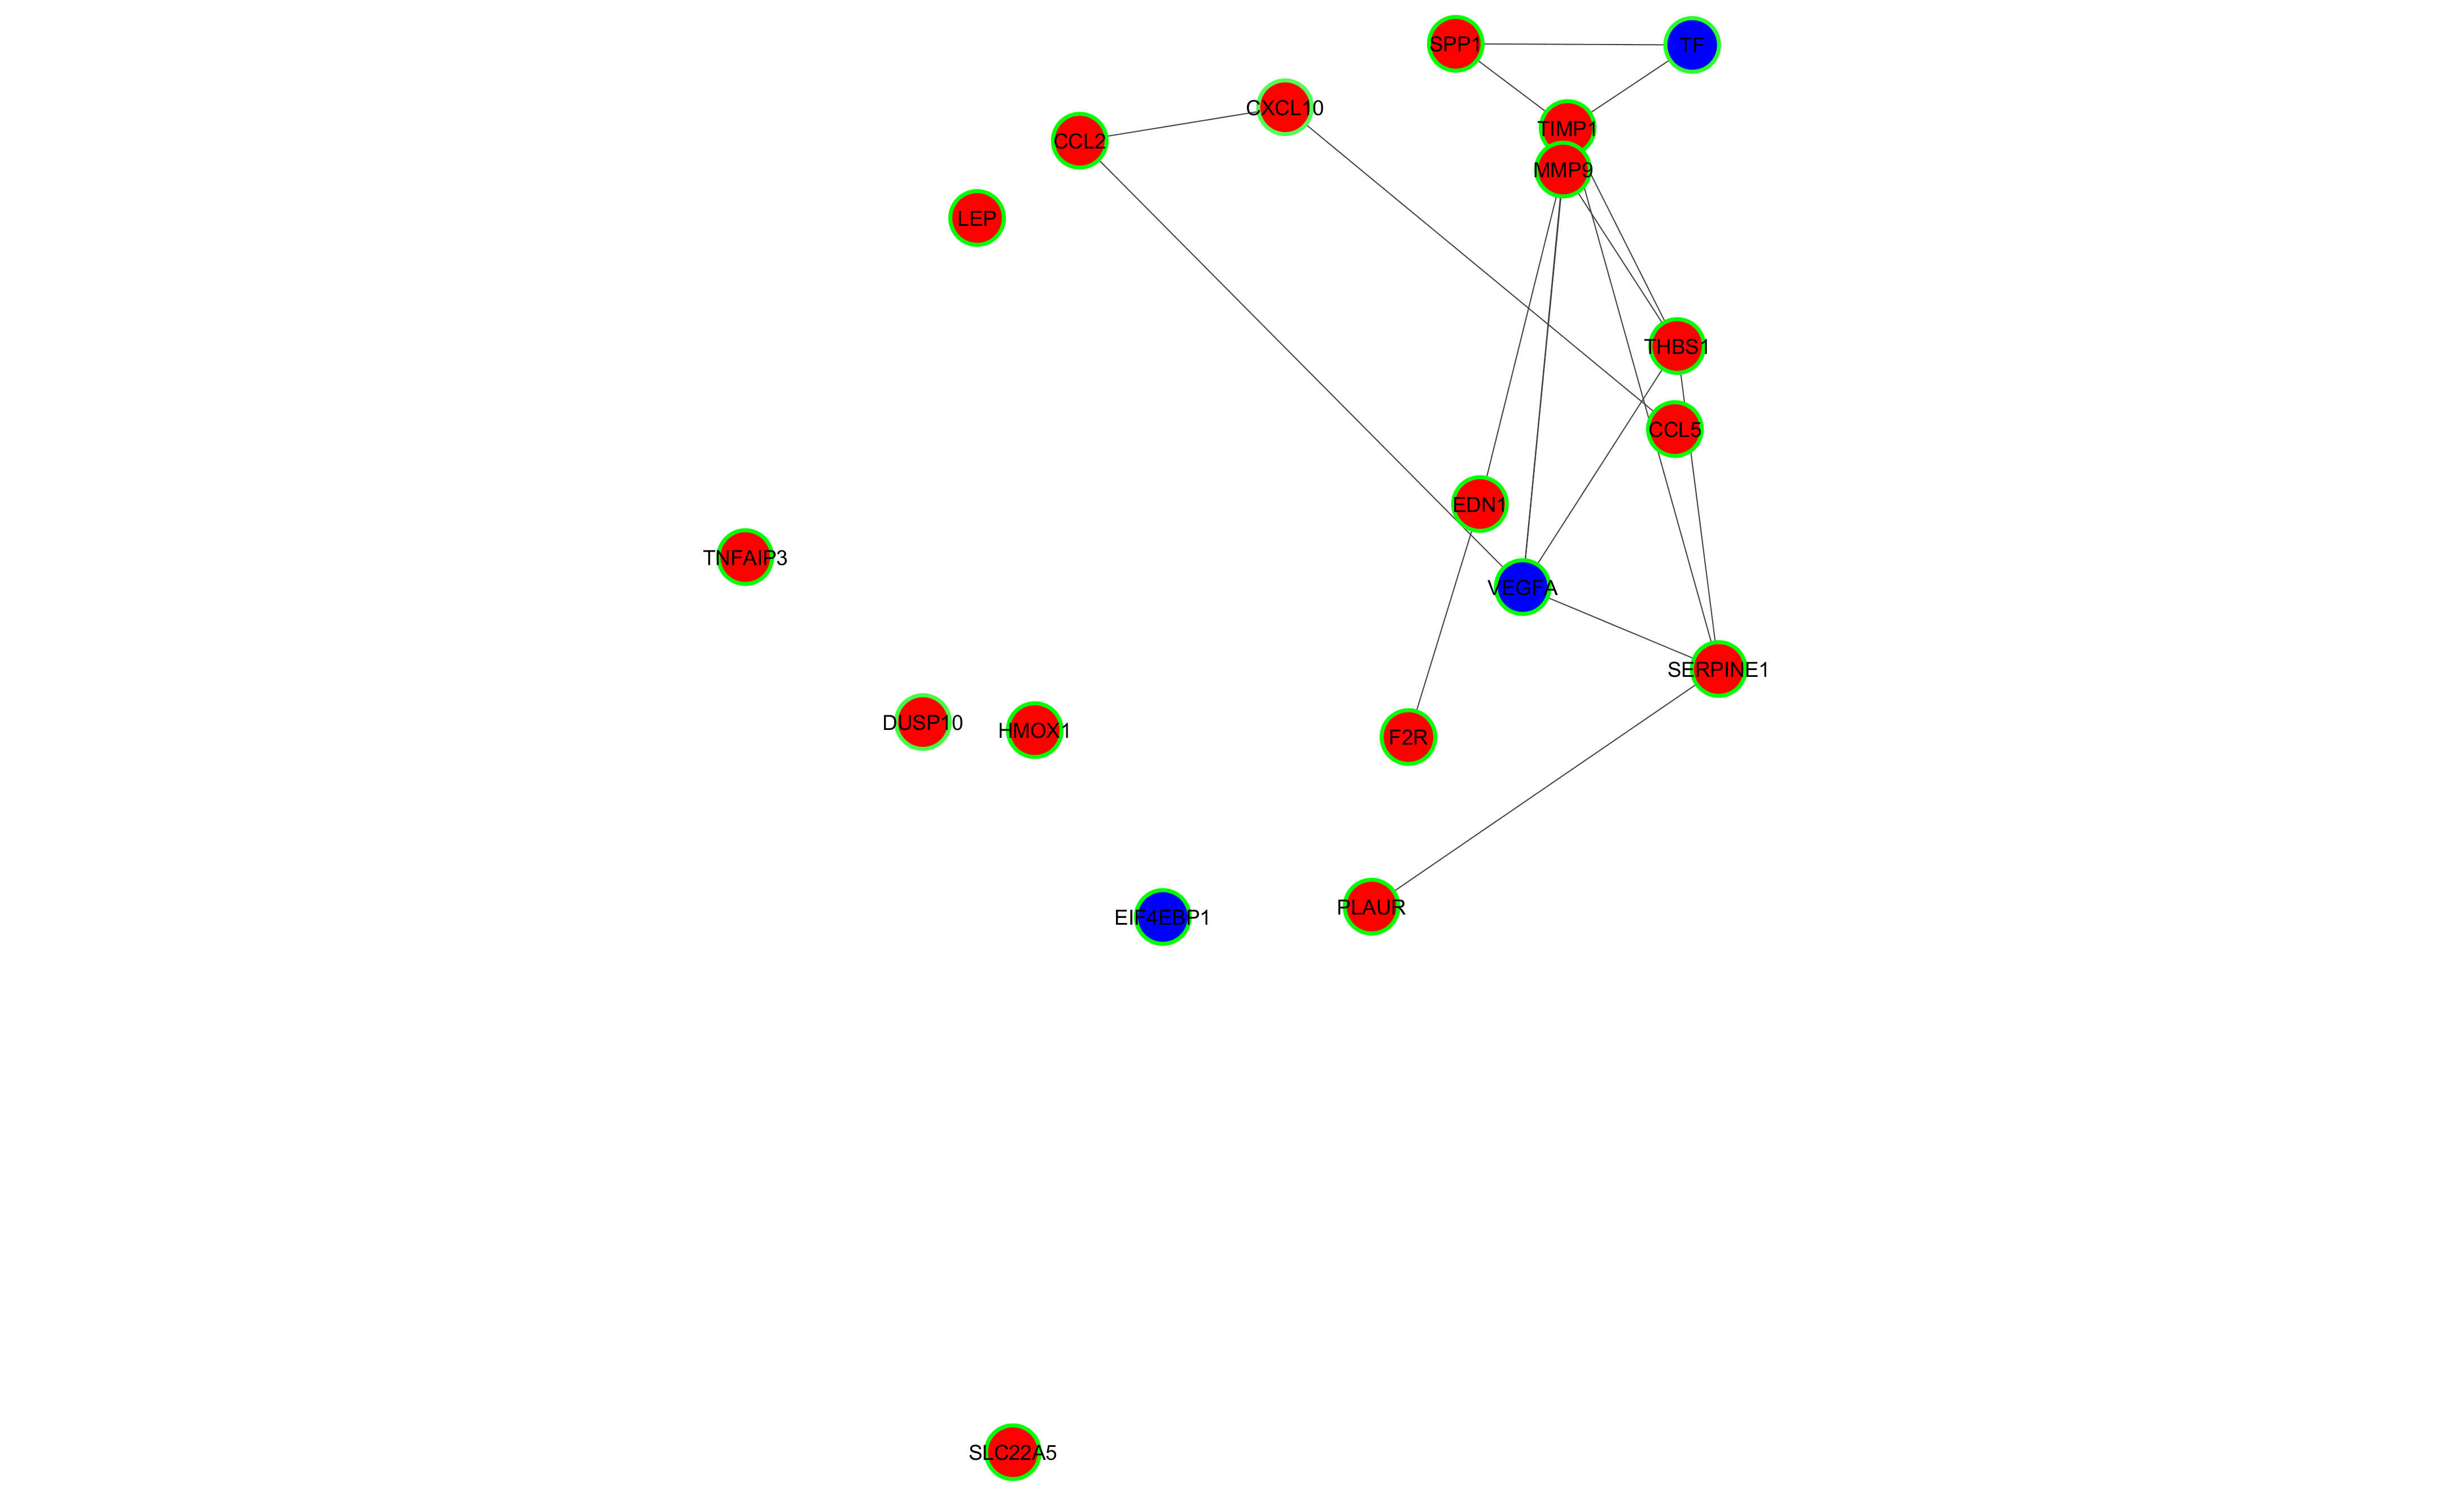 SPP1
TF
CXCL10
TIMP1
CCL2
MMP9
LEP
THBS1
CCL5
EDN1
TNFAIP3
VEGFA
SERPINE1
DUSP10
HMOX1
F2R
PLAUR
EIF4EBP1
SLC22A5